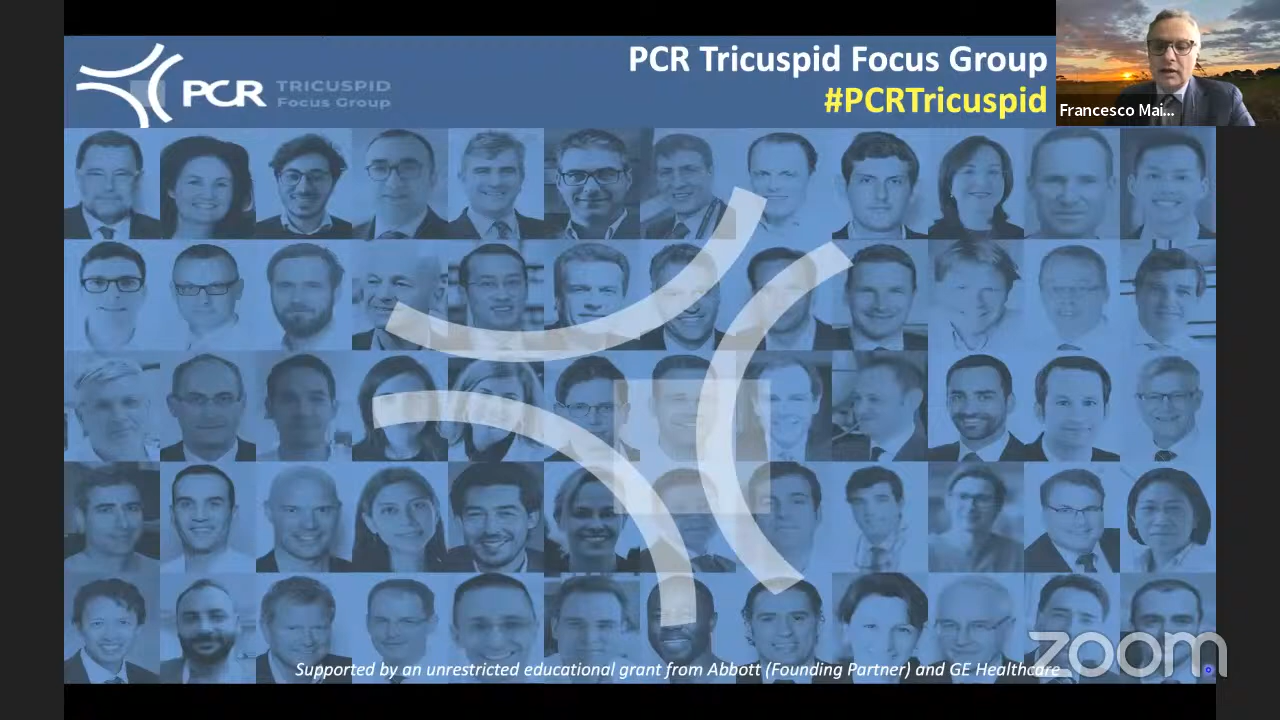 PCR
TRICUSPID
Focus Group
PCR Tricuspid Focus Group
#PCRTricuspid
Francesco Mai...
Supported by an unrestricted educational grant from Abbott (Founding Partner) and GE Healthcare
zoom